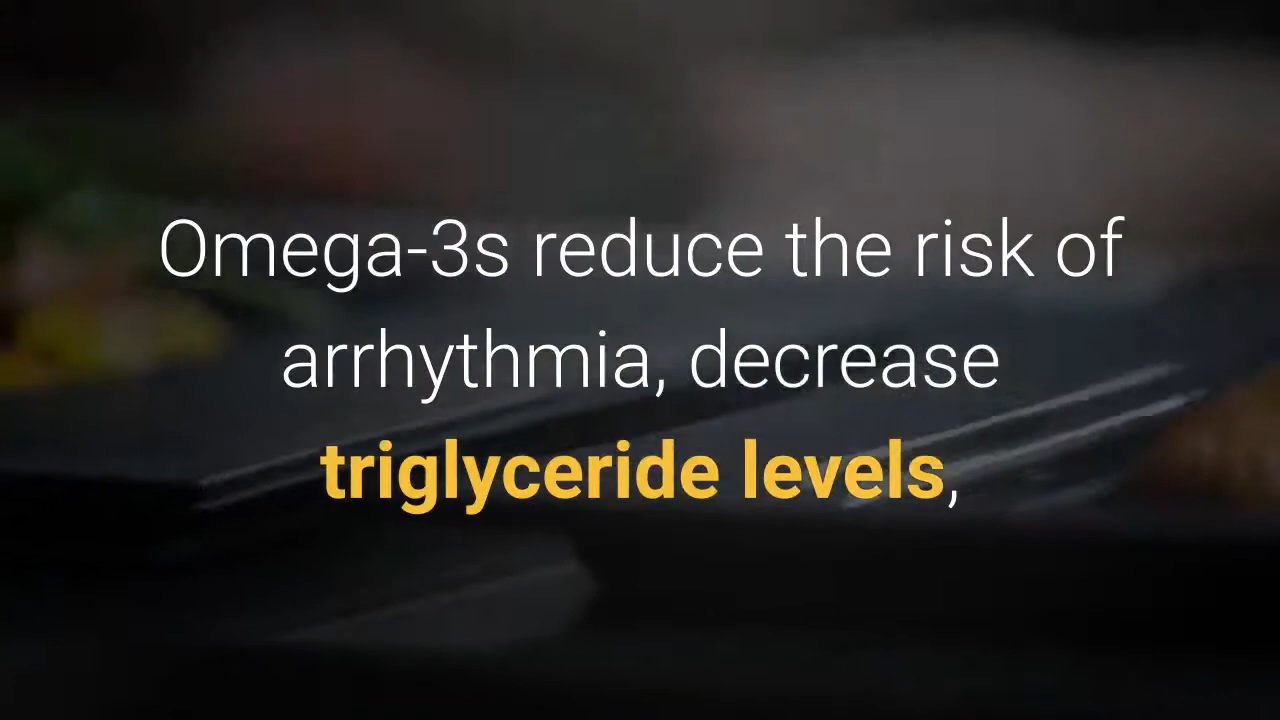 Omega-3s reduce the risk of
arrhythmia, decrease
triglyceride levels,